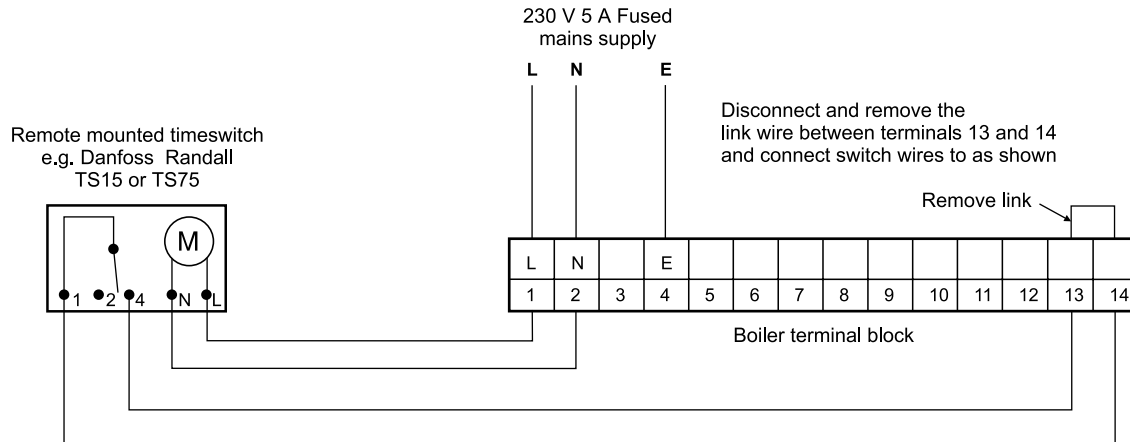 230 V 5 A Fused
mains supply
L N E
Disconnect and remove the
link wire between terminals 13 and 14
and connect switch wires to as shown
Remote mounted timeswitch
e.g. Danfoss Randall
TS15 or TS75
Remove link
M
L N E
1 2 4 N L
1 2 3 4 5 6 7 8 9 10 11 12 13 14
Boiler terminal block